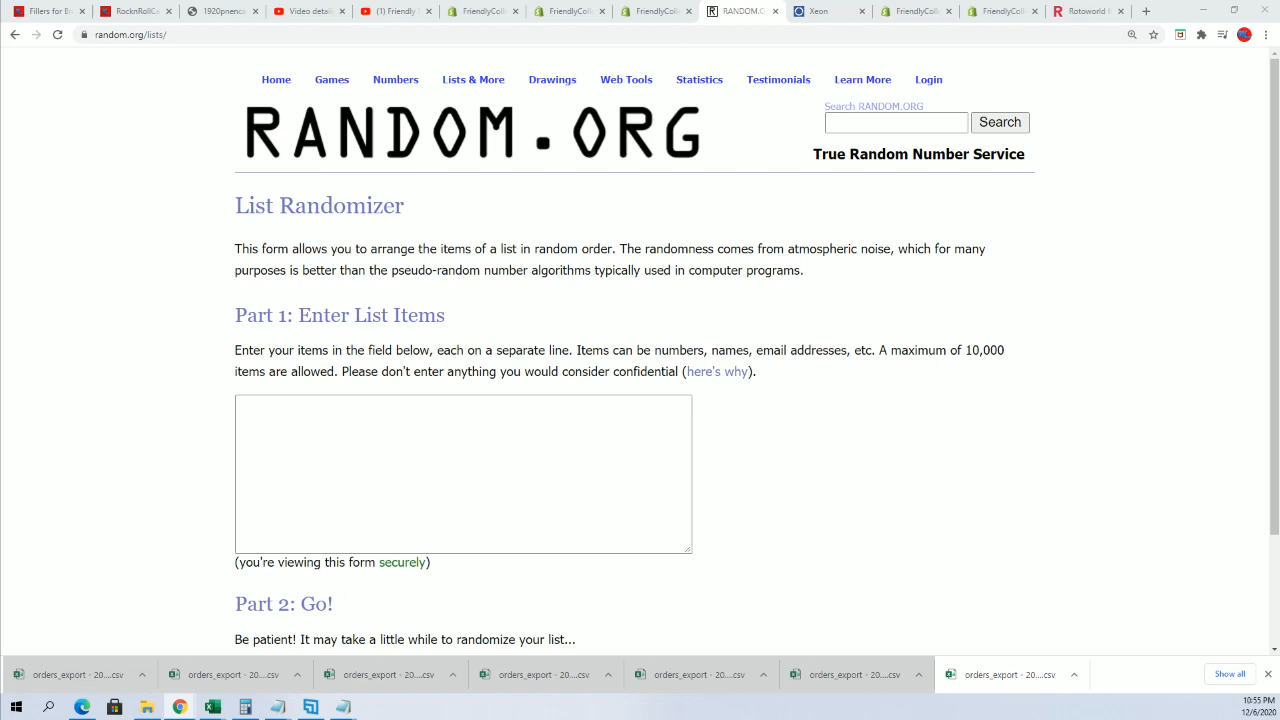 Fillers for Br
RocknRollCa
1920pnenca
Video detail
(1) Friendly
FriendlyColl
FriendlyColl
FriendlyColl
RANDOM.O
Xeon
FriendlyColl
FriendlyColl
Rotoworld f
random.org/lists/
Home Games Numbers Lists & More Drawings Web Tools Statistics Testimonials Learn More Login
RANDOM.ORG
Search RANDOM.ORG
Search
True Random Number Service
List Randomizer
This form allows you to arrange the items of a list in random order. The randomness comes from atmospheric noise, which for many
purposes is better than the pseudo-random number algorithms typically used in computer programs.
Part 1: Enter List Items
Enter your items in the field below, each on a separate line. Items can be numbers, names, email addresses, etc. A maximum of 10,000
items are allowed. Please don't enter anything you would consider confidential (here's why).
(you're viewing this form securely)
Part 2: Go!
Be patient! It may take a little while to randomize your list...
orders_export - 20....csv orders_export - 20....csv orders_export - 20....csv orders_export - 20....csv orders_export - 20....csv orders_export - 20....csv orders_export - 20....csv Show all
10:55 PM
12/6/2020